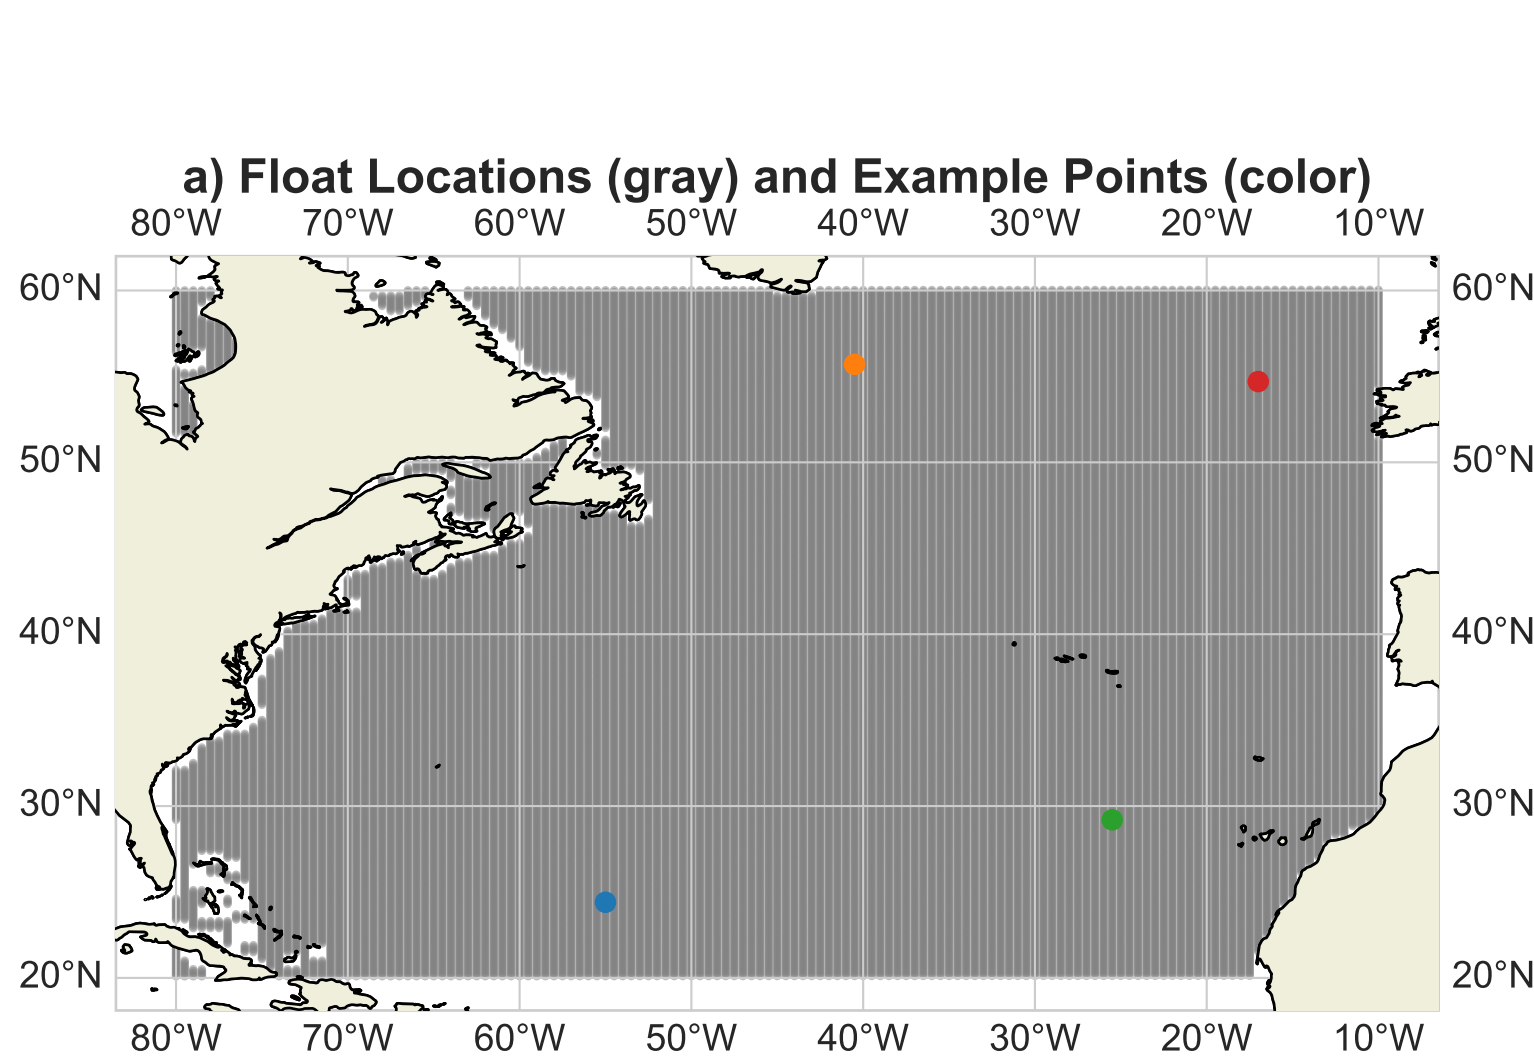 a) Float Locations (gray) and Example Points (color)
80°W 70°W 60°W 50°W 40°W 30°W 20°W 10°W
60°N 60°N
50°N 50°N
40°N 40°N
30°N 30°N
20°N 20°N
80°W 70°W 60°W 50°W 40°W 30°W 20°W 10°W